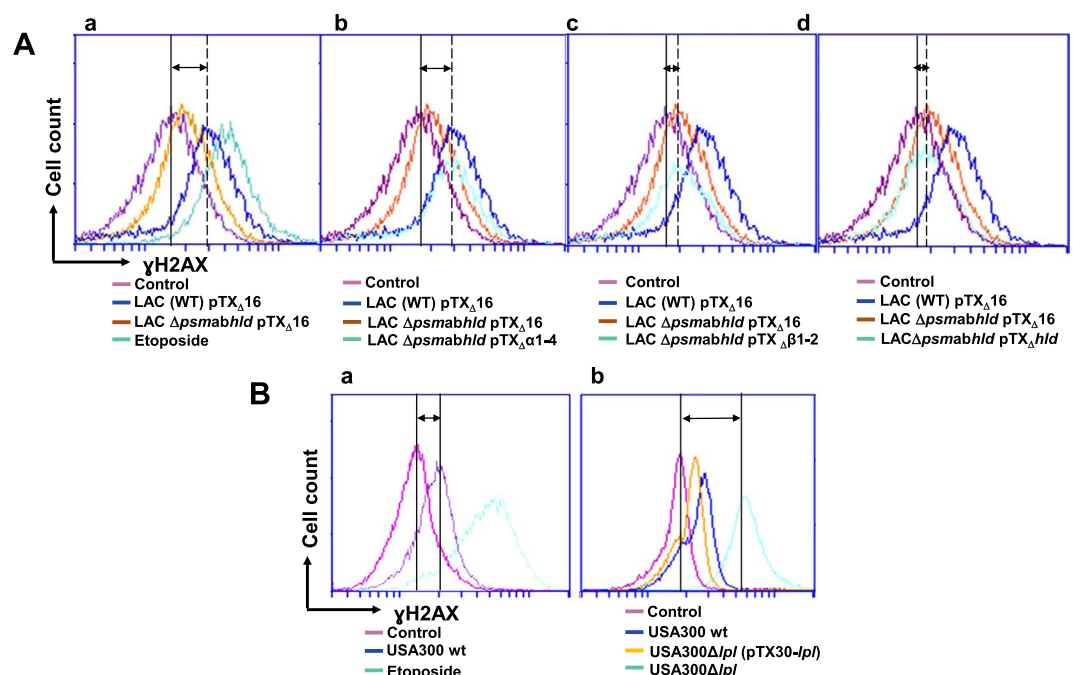 A
a
b
c
d
Cell count
ɣH2AX
Control
LAC (WT) pTXΔ16
LAC Δpsmabhld pTXΔ16
Etoposide
Control
LAC (WT) pTXΔ16
LAC Δpsmabhld pTXΔ16
LAC Δpsmabhld pTXΔα1-4
Control
LAC (WT) pTXΔ16
LAC Δpsmabhld pTXΔ16
LAC Δpsmabhld pTX Δβ1-2
Control
LAC (WT) pTXΔ16
LAC Δpsmabhld pTXΔ16
LACΔpsmabhld pTXΔhld
B
a
b
Cell count
ɣH2AX
Control
USA300 wt
Etoposide
Control
USA300 wt
USA300Δlpl (pTX30-lpl)
USA300Δlpl